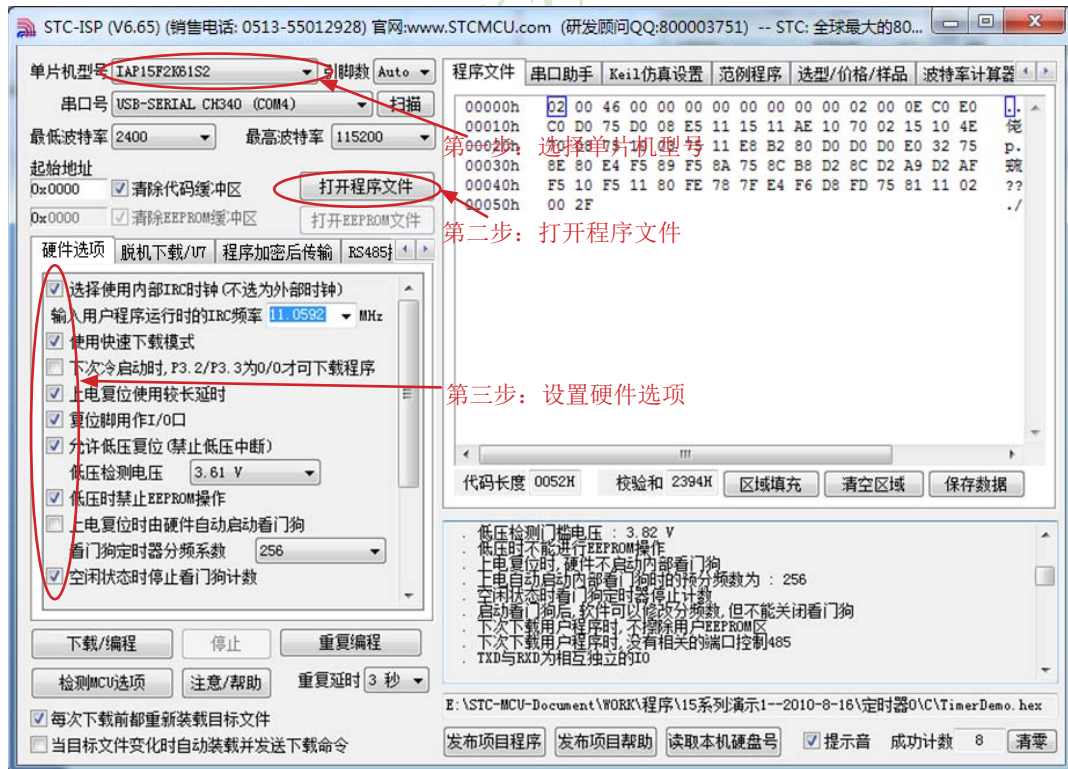 STC-ISP (V6.65) (销售电话: 0513-55012928) 官网:www.STCMCU.com (研发顾问QQ:800003751) -- STC: 全球最大的80...
单片机型号 IAP15F2K61S2 引脚数 Auto
串口号 USB-SERIAL CH340 (COM4) 扫描
最低波特率 2400 最高波特率 115200
起始地址
0x0000 清除代码缓冲区 打开程序文件
0x0000 清除EEPROM缓冲区 打开EEPROM文件
硬件选项 脱机下载/U7 程序加密后传输 RS485
选择使用内部IRC时钟(不选为外部时钟)
输入用户程序运行时的IRC频率 11.0592 MHz
使用快速下载模式
下次冷启动时,P3.2/P3.3为0/0才可下载程序
上电复位使用较长延时
复位脚用作I/O口
允许低压复位(禁止低压中断)
低压检测电压 3.61 V
低压时禁止EEPROM操作
上电复位时由硬件自动启动看门狗
看门狗定时器分频系数 256
空闲状态时停止看门狗计数
下载/编程 停止 重复编程
检测MCU选项 注意/帮助 重复延时 3 秒
每次下载前都重新装载目标文件
当目标文件变化时自动装载并发送下载命令
程序文件 串口助手 Keil仿真设置 范例程序 选型/价格/样品 波特率计算器
00000h 02 00 46 00 00 00 00 00 00 00 00 02 00 0E C0 E0 ..
00010h C0 D0 75 D0 08 E5 11 15 11 AE 10 70 02 15 10 4E
00020h 75 11 E8 B2 80 D0 D0 D0 E0 32 75 p.
第一步：选择单片机型号
00030h 8E 80 E4 F5 89 F5 8A 75 8C B8 D2 8C D2 A9 D2 AF
00040h F5 10 F5 11 80 FE 78 7F E4 F6 D8 FD 75 81 11 02 ??
00050h 00 2F ./
第二步：打开程序文件
第三步：设置硬件选项
代码长度 0052H 校验和 2394H 区域填充 清空区域 保存数据
. 低压检测门槛电压 : 3.82 V
. 低压时不能进行EEPROM操作
. 上电复位时,硬件不启动内部看门狗
. 上电自动启动内部看门狗时的预分频数为 : 256
. 空闲状态时看门狗定时器停止计数
. 启动看门狗后,软件可以修改分频数,但不能关闭看门狗
. 下次下载用户程序时,不擦除用户EEPROM区
. 下次下载用户程序时,没有相关的端口控制485
. TXD与RXD为相互独立的IO
E:\STC-MCU-Document\WORK\程序\15系列演示1--2010-8-16\定时器0\C\TimerDemo.hex
发布项目程序 发布项目帮助 读取本机硬盘号 提示音 成功计数 8 清零